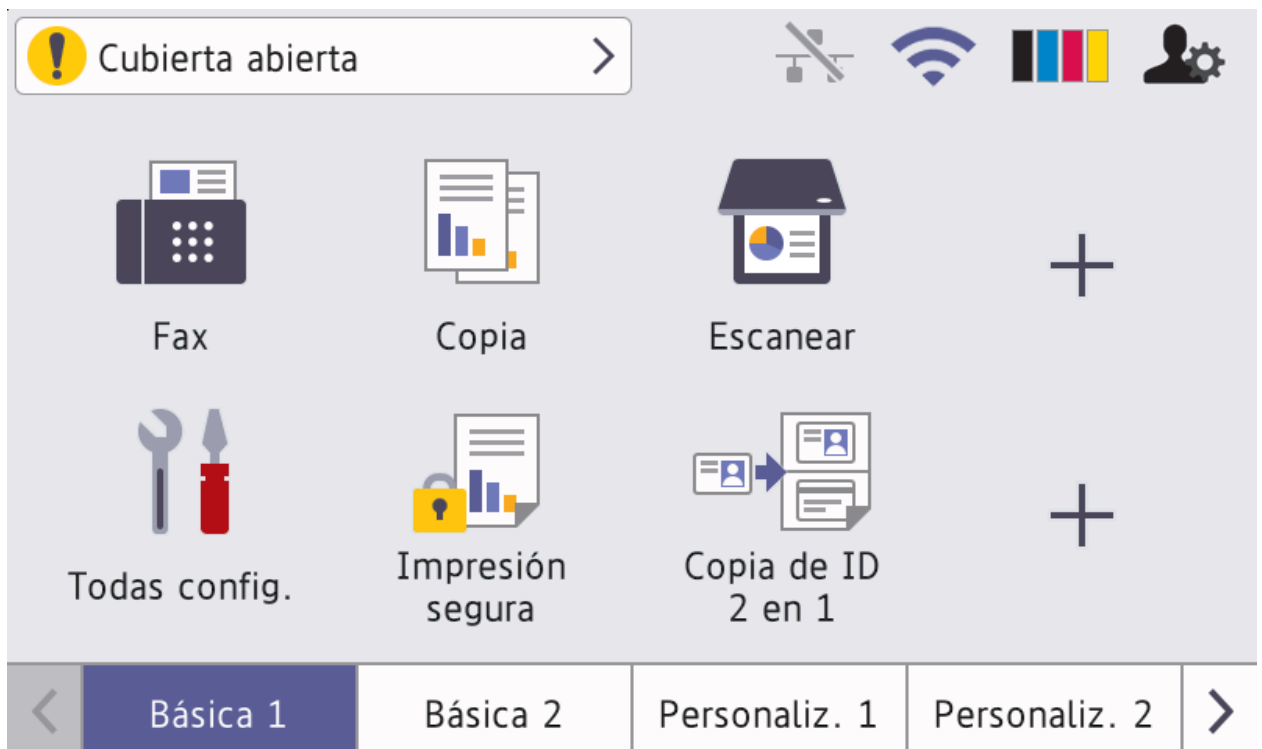 Cubierta abierta
Fax
Copia
Escanear
Todas config.
Impresión
segura
Copia de ID
2 en 1
Básica 1
Básica 2
Personaliz. 1
Personaliz. 2